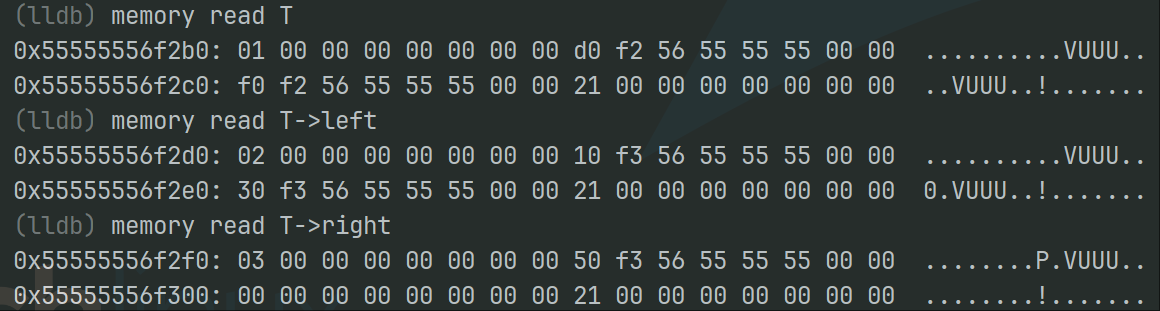 (lldb) memory read T
0x55555556f2b0: 01 00 00 00 00 00 00 00 d0 f2 56 55 55 55 00 00  ..........VUUU..
0x55555556f2c0: f0 f2 56 55 55 55 00 00 21 00 00 00 00 00 00 00  ..VUUU..!.......
(lldb) memory read T->left
0x55555556f2d0: 02 00 00 00 00 00 00 00 10 f3 56 55 55 55 00 00  ..........VUUU..
0x55555556f2e0: 30 f3 56 55 55 55 00 00 21 00 00 00 00 00 00 00  0.VUUU..!.......
(lldb) memory read T->right
0x55555556f2f0: 03 00 00 00 00 00 00 00 50 f3 56 55 55 55 00 00  ........P.VUUU..
0x55555556f300: 00 00 00 00 00 00 00 00 21 00 00 00 00 00 00 00  ........!.......